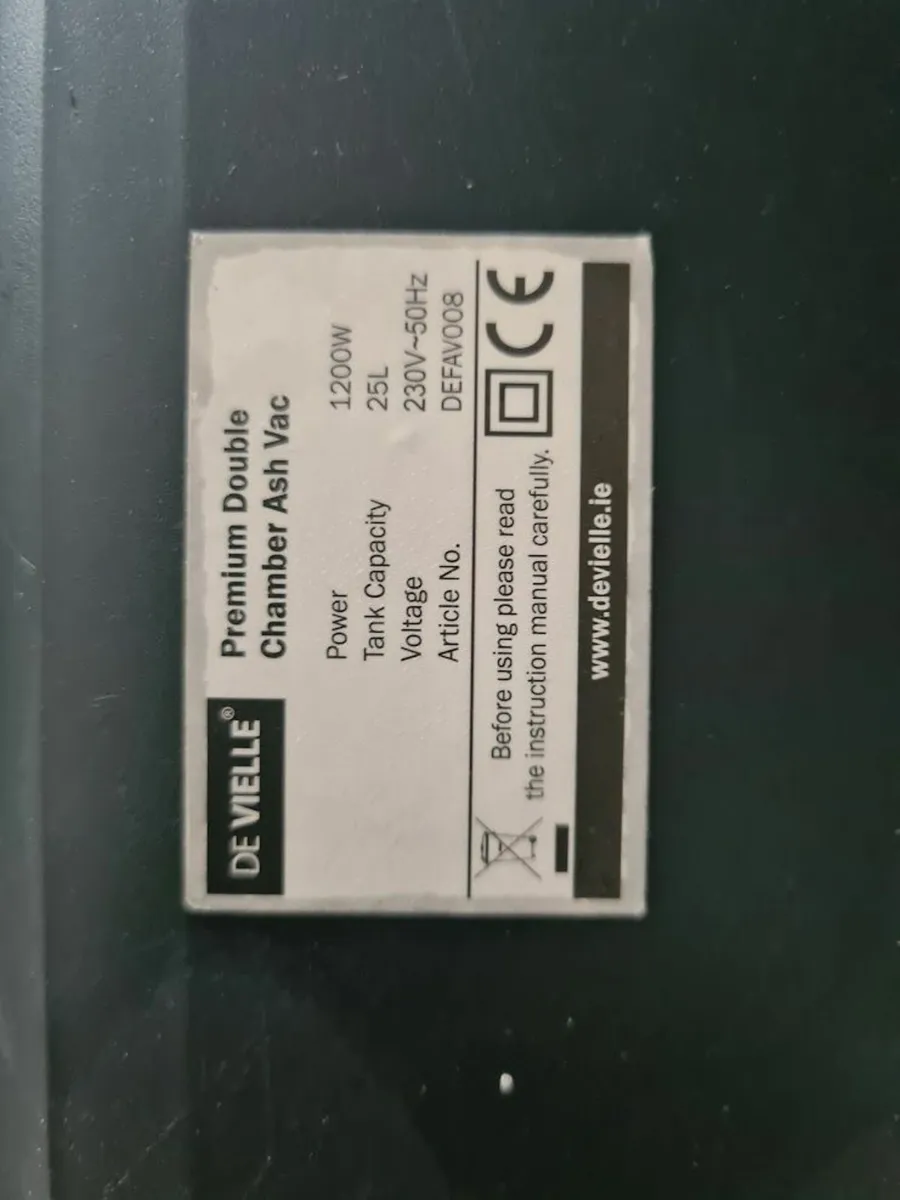 DE VIELLE®
Premium Double
Chamber Ash Vac
Power 1200W
Tank Capacity 25L
Voltage 230V~50Hz
Article No. DEFAV008
Before using please read
the instruction manual carefully.
CE
www.devielle.ie